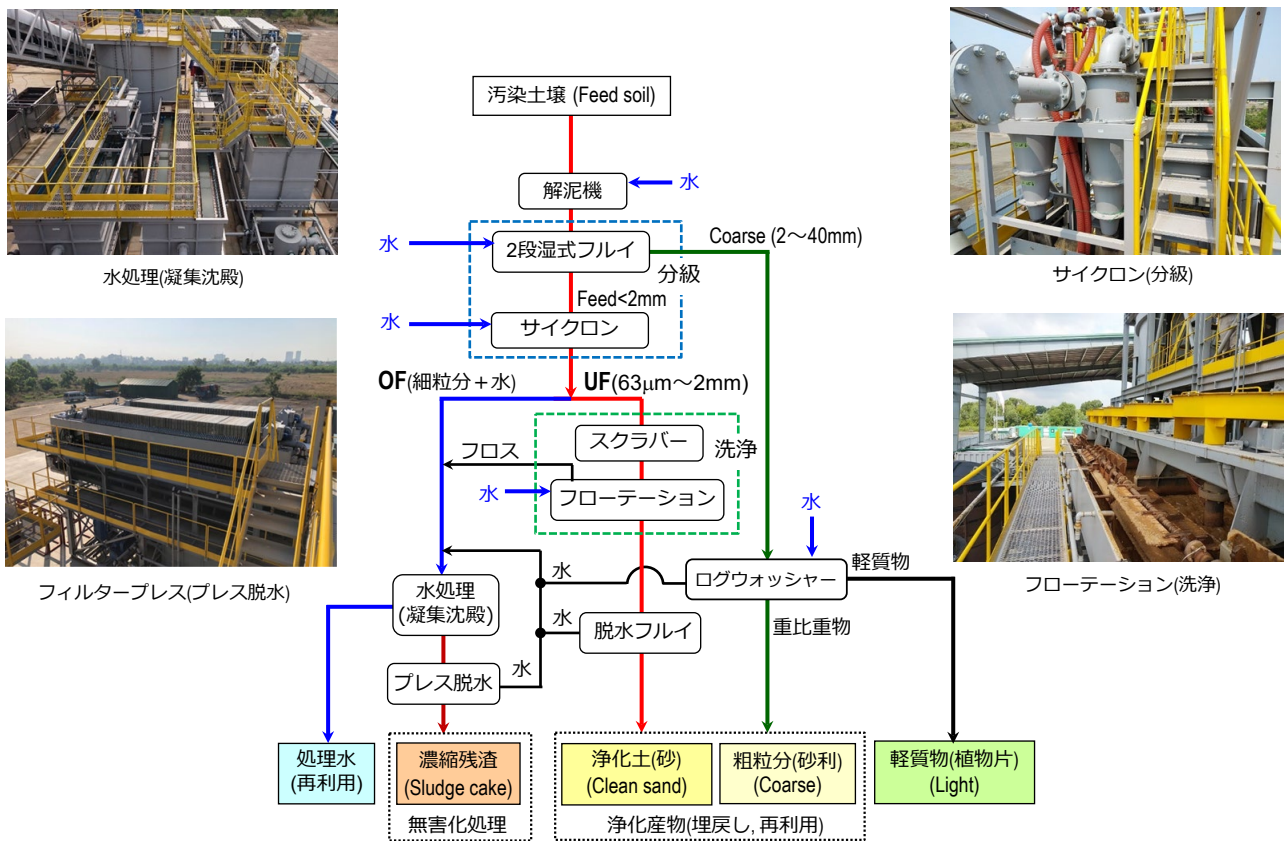 水処理(凝集沈殿)
フィルタープレス(プレス脱水)
サイクロン(分級)
フローテーション(洗浄)
汚染土壌 (Feed soil)
解泥機
水
水
2段湿式フルイ
Coarse (2～40mm)
分級
Feed<2mm
水
サイクロン
OF(細粒分＋水)
UF(63μm～2mm)
スクラバー
洗浄
フロス
水
フローテーション
水
軽質物
水
ログウォッシャー
水処理
(凝集沈殿)
水
脱水フルイ
重比重物
水
プレス脱水
処理水
(再利用)
濃縮残渣
(Sludge cake)
浄化土(砂)
(Clean sand)
粗粒分(砂利)
(Coarse)
軽質物(植物片)
(Light)
無害化処理
浄化産物(埋戻し, 再利用)